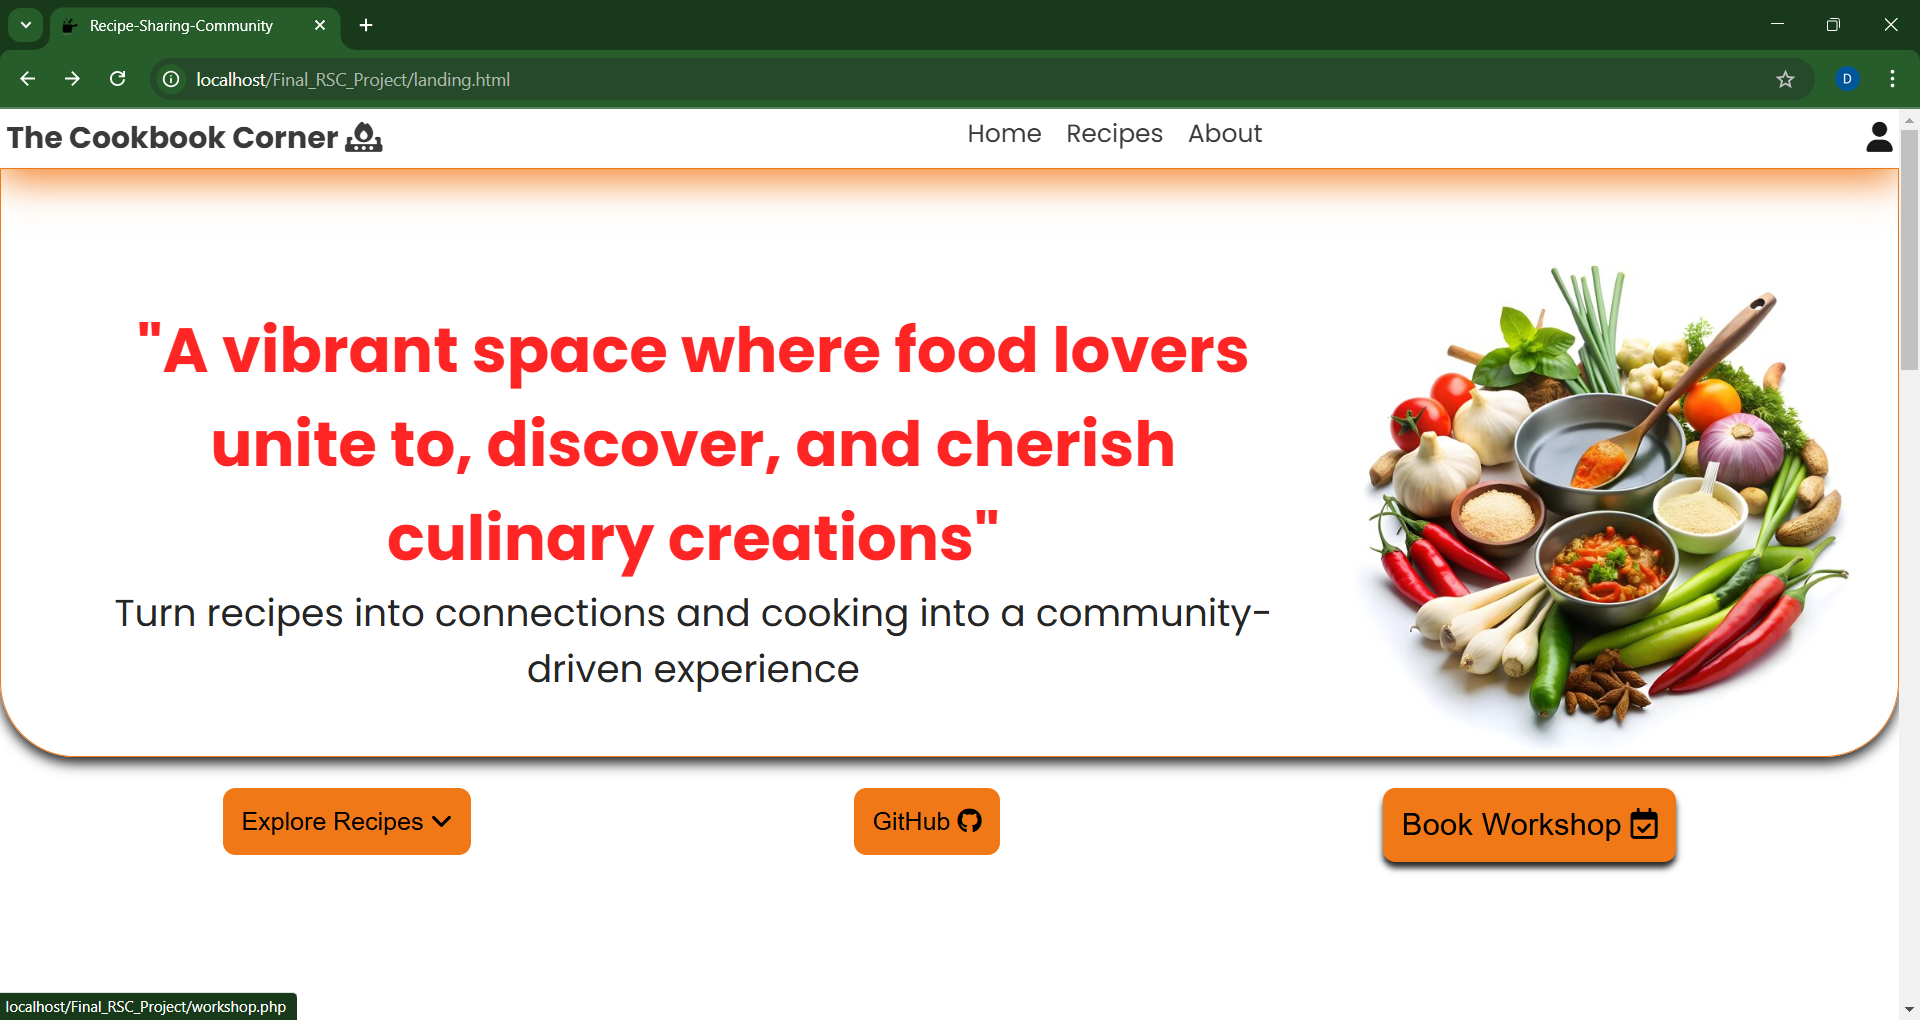 Recipe-Sharing-Community
localhost/Final_RSC_Project/landing.html
D
The Cookbook Corner
Home Recipes About
"A vibrant space where food lovers
unite to, discover, and cherish
culinary creations"
Turn recipes into connections and cooking into a community-
driven experience
Explore Recipes
GitHub
Book Workshop
localhost/Final_RSC_Project/workshop.php